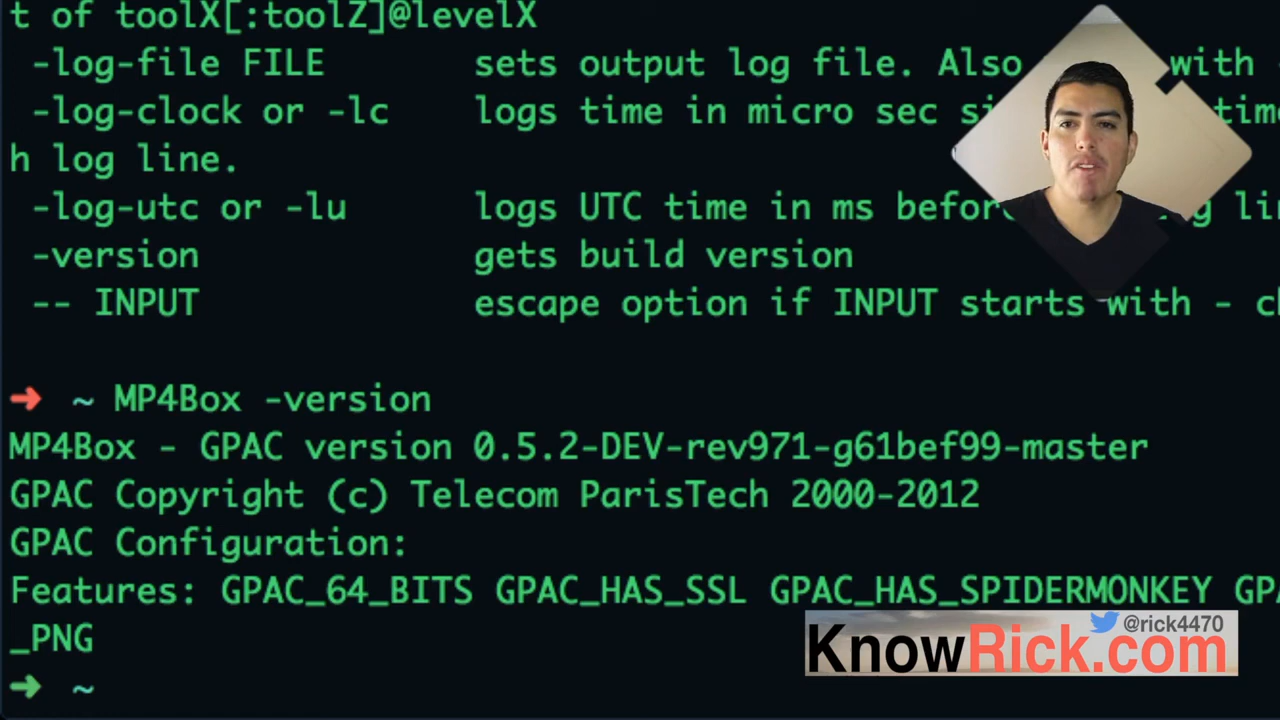 t of toolX[:toolZ]@levelX
-log-file FILE sets output log file. Also with
-log-clock or -lc logs time in micro sec time
h log line.
-log-utc or -lu logs UTC time in ms before
-version gets build version
-- INPUT escape option if INPUT starts with -
➜ ~ MP4Box -version
MP4Box - GPAC version 0.5.2-DEV-rev971-g61bef99-master
GPAC Copyright (c) Telecom ParisTech 2000-2012
GPAC Configuration:
Features: GPAC_64_BITS GPAC_HAS_SSL GPAC_HAS_SPIDERMONKEY
_PNG
➜ ~
@rick4470
KnowRick.com